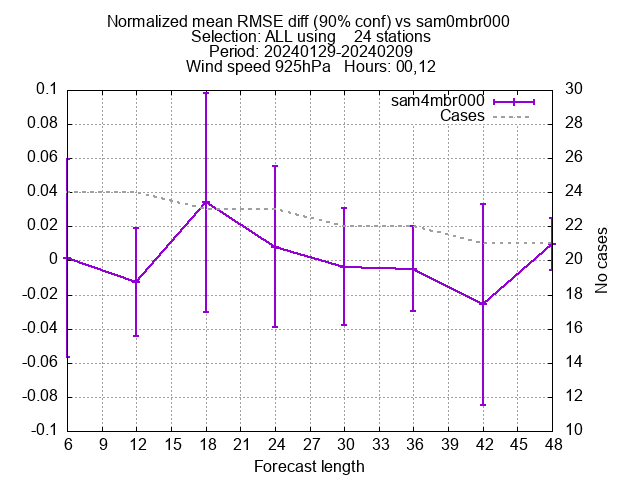 Normalized mean RMSE diff (90% conf) vs sam0mbr000
Selection: ALL using    24 stations
Period: 20240129-20240209
Wind speed 925hPa   Hours: 00,12
0.1
0.08
0.06
0.04
0.02
0
-0.02
-0.04
-0.06
-0.08
-0.1
sam4mbr000
Cases
30
28
26
24
22
20
18
16
14
12
10
No cases
6 9 12 15 18 21 24 27 30 33 36 39 42 45 48
Forecast length